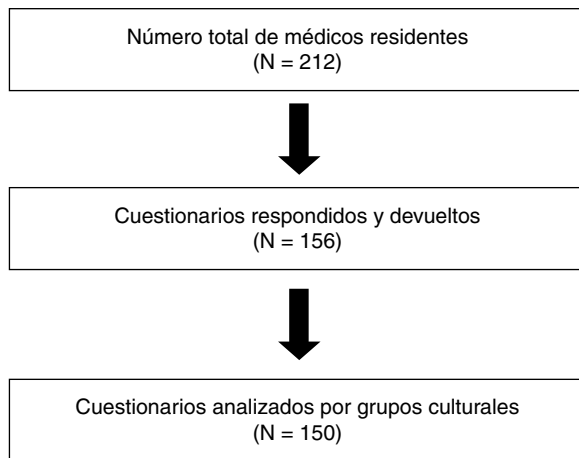 Número total de médicos residentes
(N = 212)
Cuestionarios respondidos y devueltos
(N = 156)
Cuestionarios analizados por grupos culturales
(N = 150)